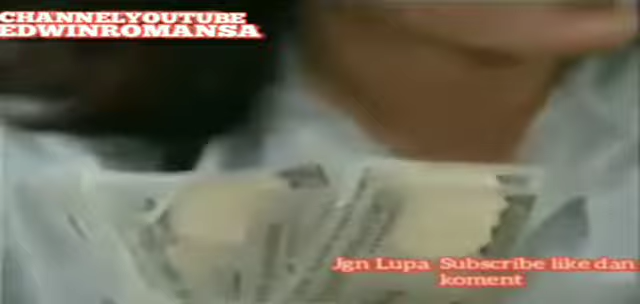 CHANNELYOUTUBE
EDWINROMANSA
Jgn Lupa Subscribe like dan
koment